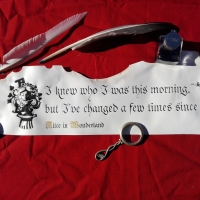 I knew who I was this morning,
but I've changed a few times since
Alice in Wonderland